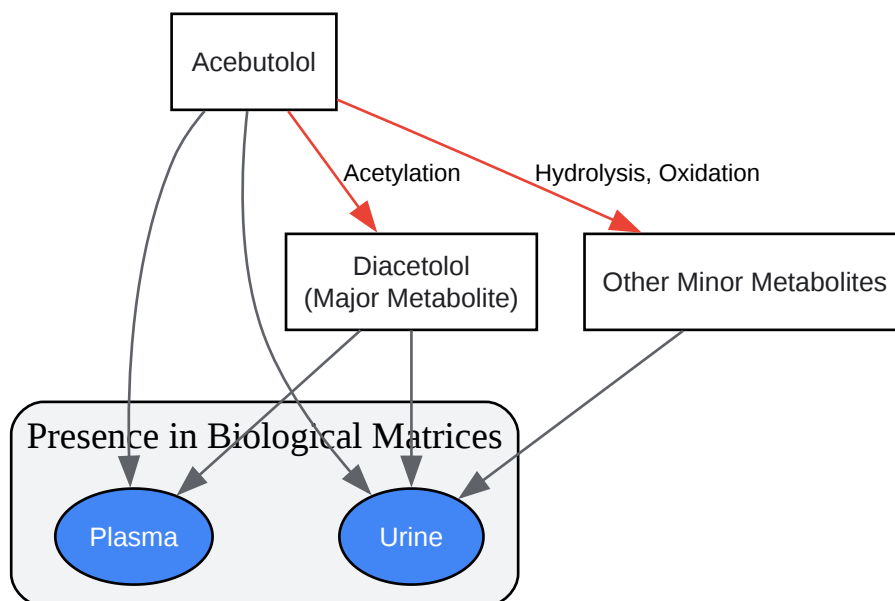 Acebutolol
Acetylation
Hydrolysis, Oxidation
Diacetolol
(Major Metabolite)
Other Minor Metabolites
Presence in Biological Matrices
Plasma
Urine